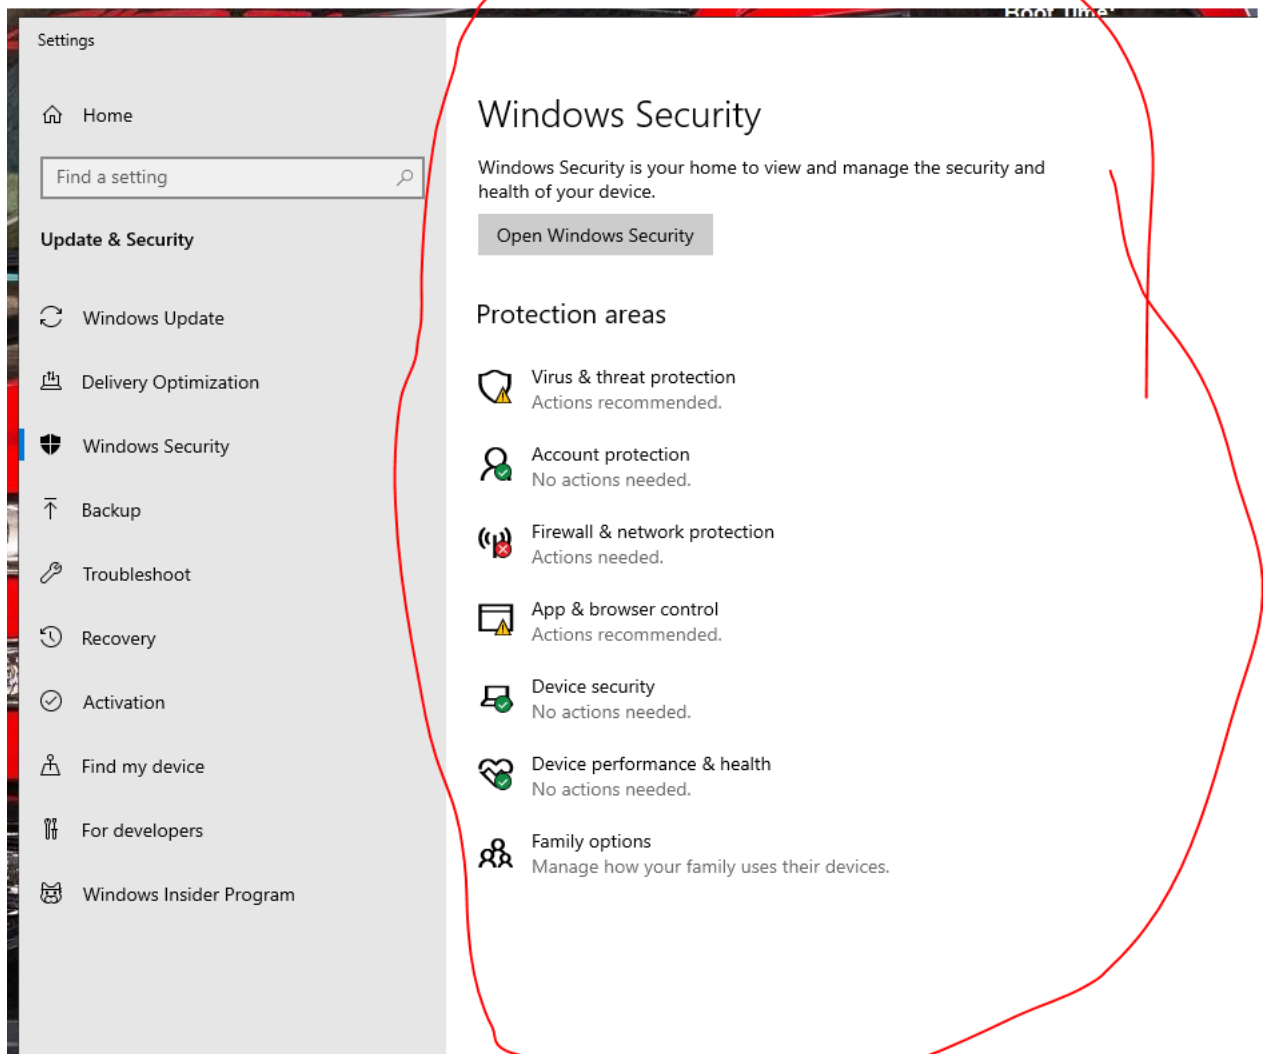 Boot Time:
Settings
Home
Find a setting
Update & Security
Windows Update
Delivery Optimization
Windows Security
Backup
Troubleshoot
Recovery
Activation
Find my device
For developers
Windows Insider Program
Windows Security
Windows Security is your home to view and manage the security and
health of your device.
Open Windows Security
Protection areas
Virus & threat protection
Actions recommended.
Account protection
No actions needed.
Firewall & network protection
Actions needed.
App & browser control
Actions recommended.
Device security
No actions needed.
Device performance & health
No actions needed.
Family options
Manage how your family uses their devices.